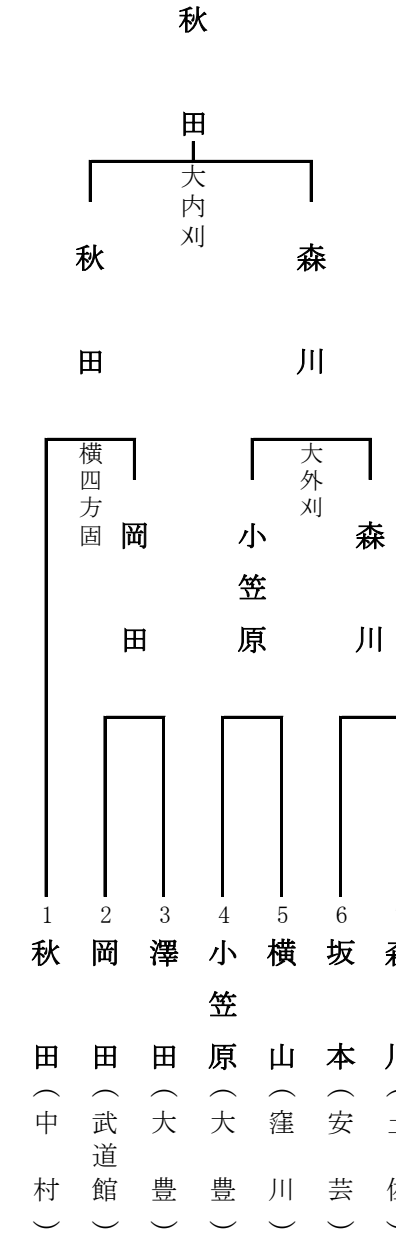 秋田
大内刈
秋田
森川
横四方固
大外刈
岡田
小笠原
森川
1
2
3
4
5
6
秋田（中村）
岡田（武道館）
澤田（大豊）
小笠原（大豊）
横山（窪川）
坂本（安芸）